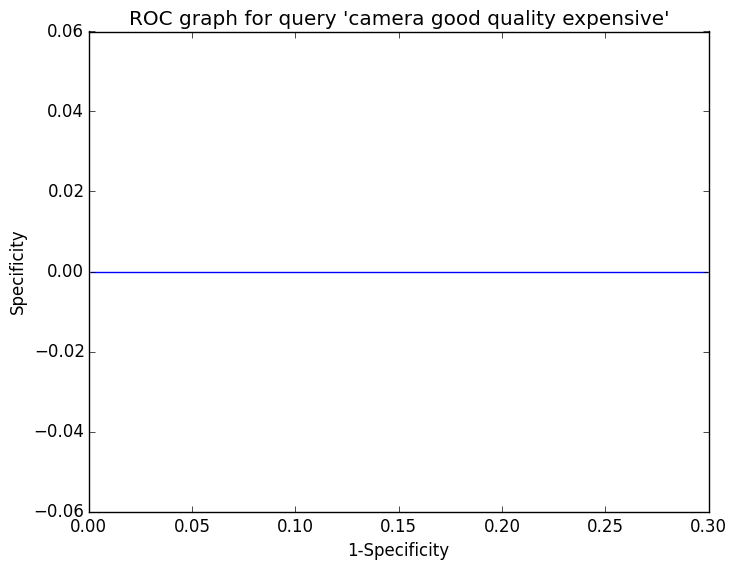 ROC graph for query 'camera good quality expensive'
0.06
0.04
0.02
0.00
−0.02
−0.04
−0.06
Specificity
0.00 0.05 0.10 0.15 0.20 0.25 0.30
1-Specificity